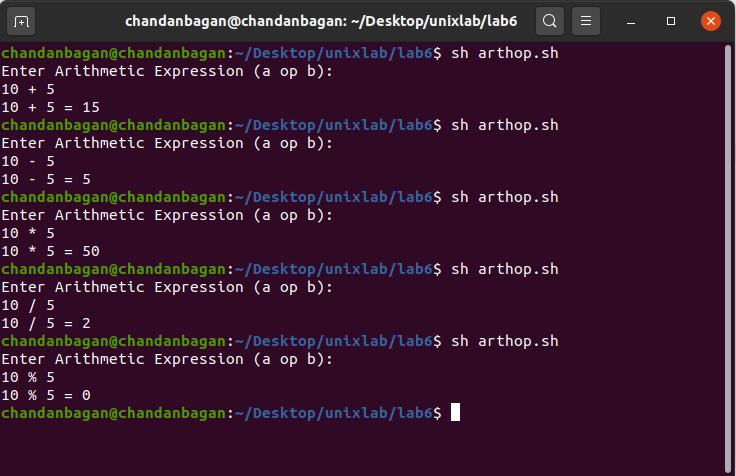 chandanbagan@chandanbagan: ~/Desktop/unixlab/lab6
chandanbagan@chandanbagan:~/Desktop/unixlab/lab6$ sh arthop.sh
Enter Arithmetic Expression (a op b):
10 + 5
10 + 5 = 15
chandanbagan@chandanbagan:~/Desktop/unixlab/lab6$ sh arthop.sh
Enter Arithmetic Expression (a op b):
10 - 5
10 - 5 = 5
chandanbagan@chandanbagan:~/Desktop/unixlab/lab6$ sh arthop.sh
Enter Arithmetic Expression (a op b):
10 * 5
10 * 5 = 50
chandanbagan@chandanbagan:~/Desktop/unixlab/lab6$ sh arthop.sh
Enter Arithmetic Expression (a op b):
10 / 5
10 / 5 = 2
chandanbagan@chandanbagan:~/Desktop/unixlab/lab6$ sh arthop.sh
Enter Arithmetic Expression (a op b):
10 % 5
10 % 5 = 0
chandanbagan@chandanbagan:~/Desktop/unixlab/lab6$